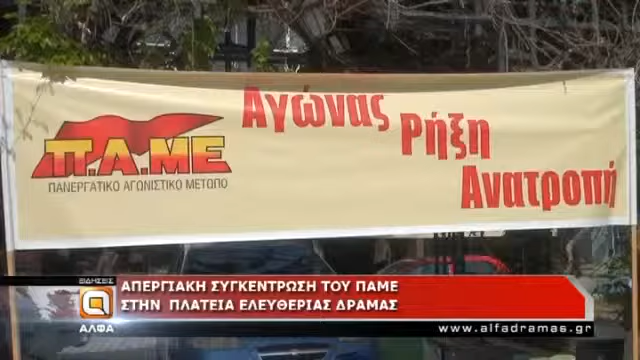 Αγώνας
Ρήξη
Ανατροπή
Π.Α.ΜΕ
ΠΑΝΕΡΓΑΤΙΚΟ ΑΓΩΝΙΣΤΙΚΟ ΜΕΤΩΠΟ
ΕΙΔΗΣΕΙΣ
α
ΑΛΦΑ
ΑΠΕΡΓΙΑΚΗ ΣΥΓΚΕΝΤΡΩΣΗ ΤΟΥ ΠΑΜΕ
ΣΤΗΝ ΠΛΑΤΕΙΑ ΕΛΕΥΘΕΡΙΑΣ ΔΡΑΜΑΣ
www.alfadramas.gr